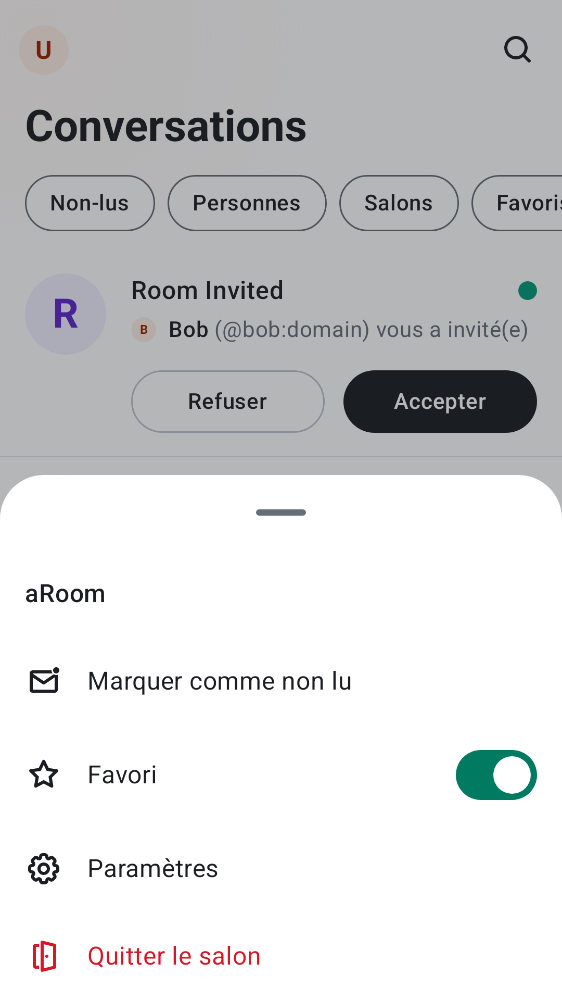 U
Conversations
Non-lus Personnes Salons Favoris
R
Room Invited
B Bob (@bob:domain) vous a invité(e)
Refuser Accepter
aRoom
Marquer comme non lu
Favori
Paramètres
Quitter le salon